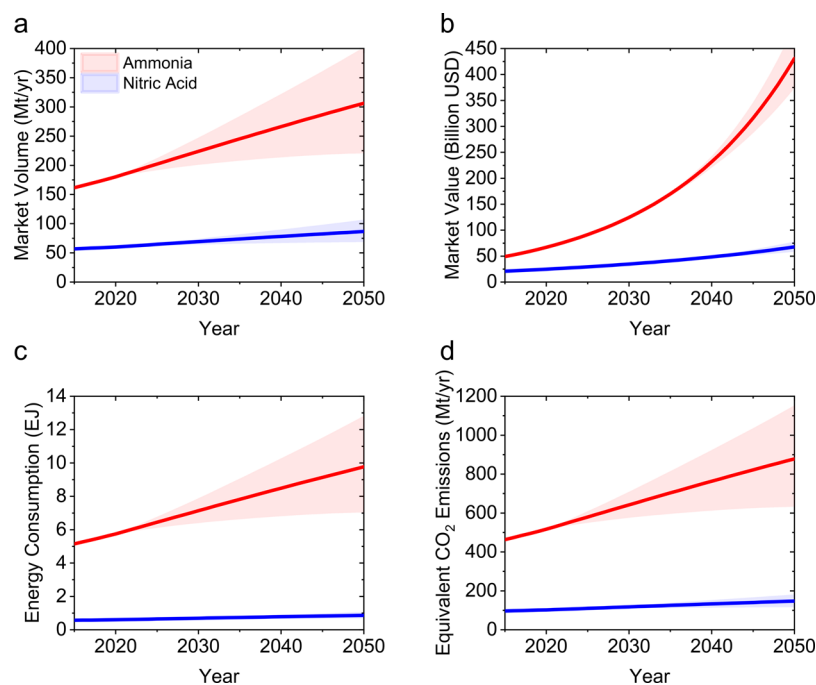 a
Market Volume (Mt/yr)
400
350
300
250
200
150
100
50
0
Ammonia
Nitric Acid
2020 2030 2040 2050
Year
b
Market Value (Billion USD)
450
400
350
300
250
200
150
100
50
0
2020 2030 2040 2050
Year
c
Energy Consumption (EJ)
14
12
10
8
6
4
2
0
2020 2030 2040 2050
Year
d
Equivalent CO₂ Emissions (Mt/yr)
1200
1000
800
600
400
200
0
2020 2030 2040 2050
Year